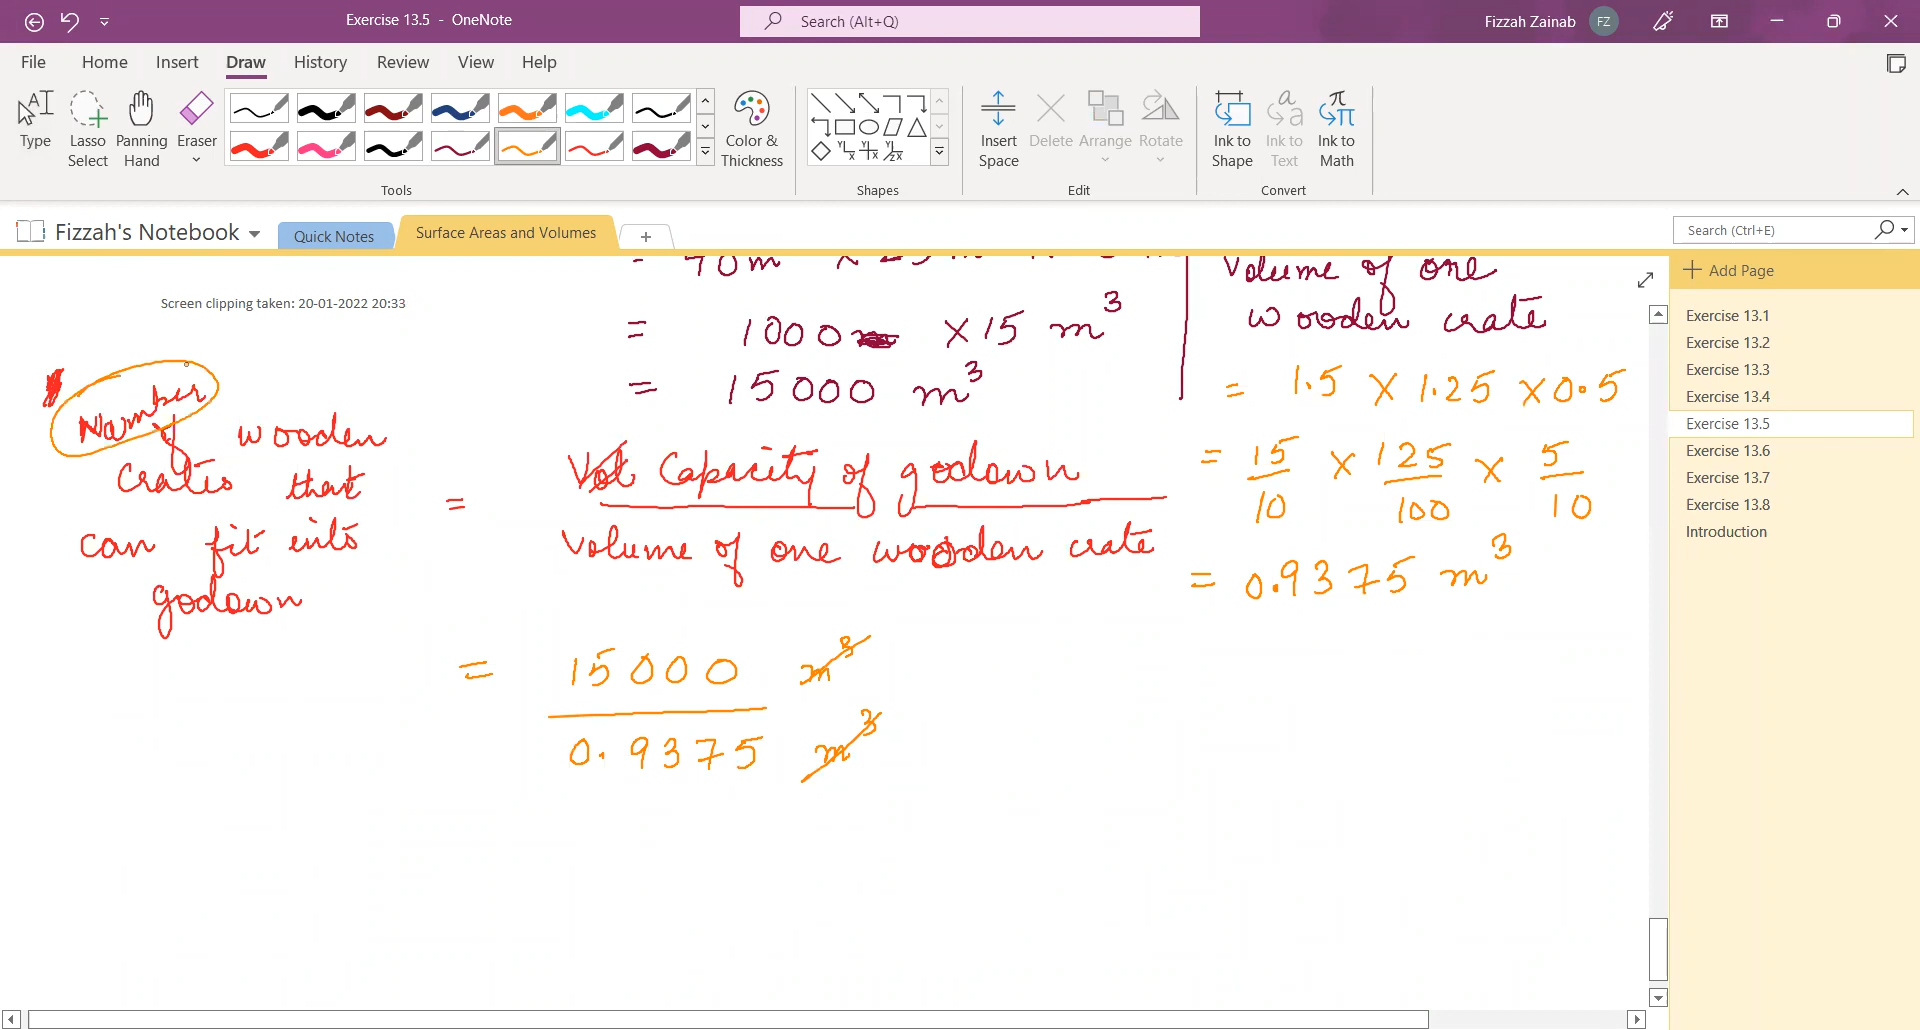 Exercise 13.5 - OneNote
Search (Alt+Q)
Fizzah Zainab FZ
File Home Insert Draw History Review View Help
Type
Lasso Select
Panning Hand
Eraser
Color & Thickness
Insert Space
Delete
Arrange
Rotate
Ink to Shape
Ink to Text
Ink to Math
Tools
Shapes
Edit
Convert
Fizzah's Notebook
Quick Notes
Surface Areas and Volumes
Search (Ctrl+E)
Add Page
Exercise 13.1
Exercise 13.2
Exercise 13.3
Exercise 13.4
Exercise 13.5
Exercise 13.6
Exercise 13.7
Exercise 13.8
Introduction
Screen clipping taken: 20-01-2022 20:33
= 1000 × 15 m³
= 15000 m³
Volume of one
wooden crate
= 1.5 × 1.25 × 0.5
= 15/10 × 125/100 × 5/10
= 0.9375 m³
Number
of wooden
crates that
can fit into
godown
= Capacity of godown
Volume of one wooden crate
= 15000 m³
0.9375 m³